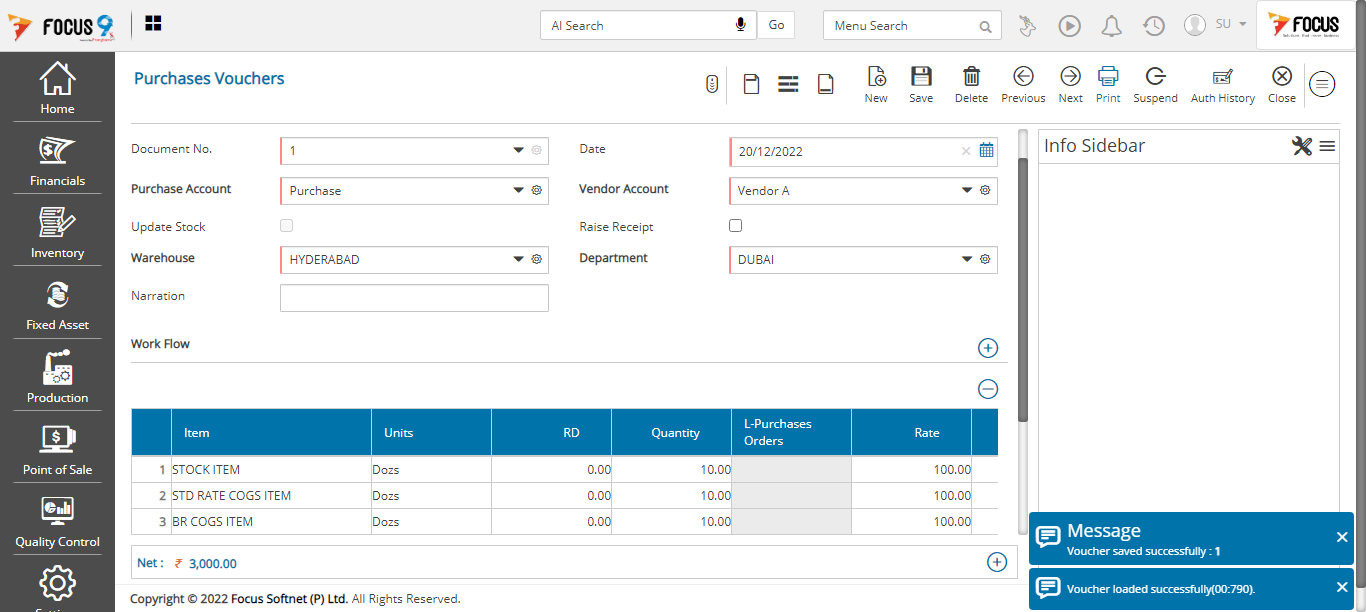 FOCUS 9
AI Search
Go
Menu Search
SU
FOCUS
Home
Financials
Inventory
Fixed Asset
Production
Point of Sale
Quality Control
Purchases Vouchers
New
Save
Delete
Previous
Next
Print
Suspend
Auth History
Close
Document No. 1
Date 20/12/2022
Purchase Account Purchase
Vendor Account Vendor A
Update Stock
Raise Receipt
Warehouse HYDERABAD
Department DUBAI
Narration
Work Flow
Item Units RD Quantity L-Purchases Orders Rate
1 STOCK ITEM Dozs 0.00 10.00 100.00
2 STD RATE COGS ITEM Dozs 0.00 10.00 100.00
3 BR COGS ITEM Dozs 0.00 10.00 100.00
Net : ₹ 3,000.00
Copyright © 2022 Focus Softnet (P) Ltd. All Rights Reserved.
Info Sidebar
Message
Voucher saved successfully : 1
Voucher loaded successfully(00:790).